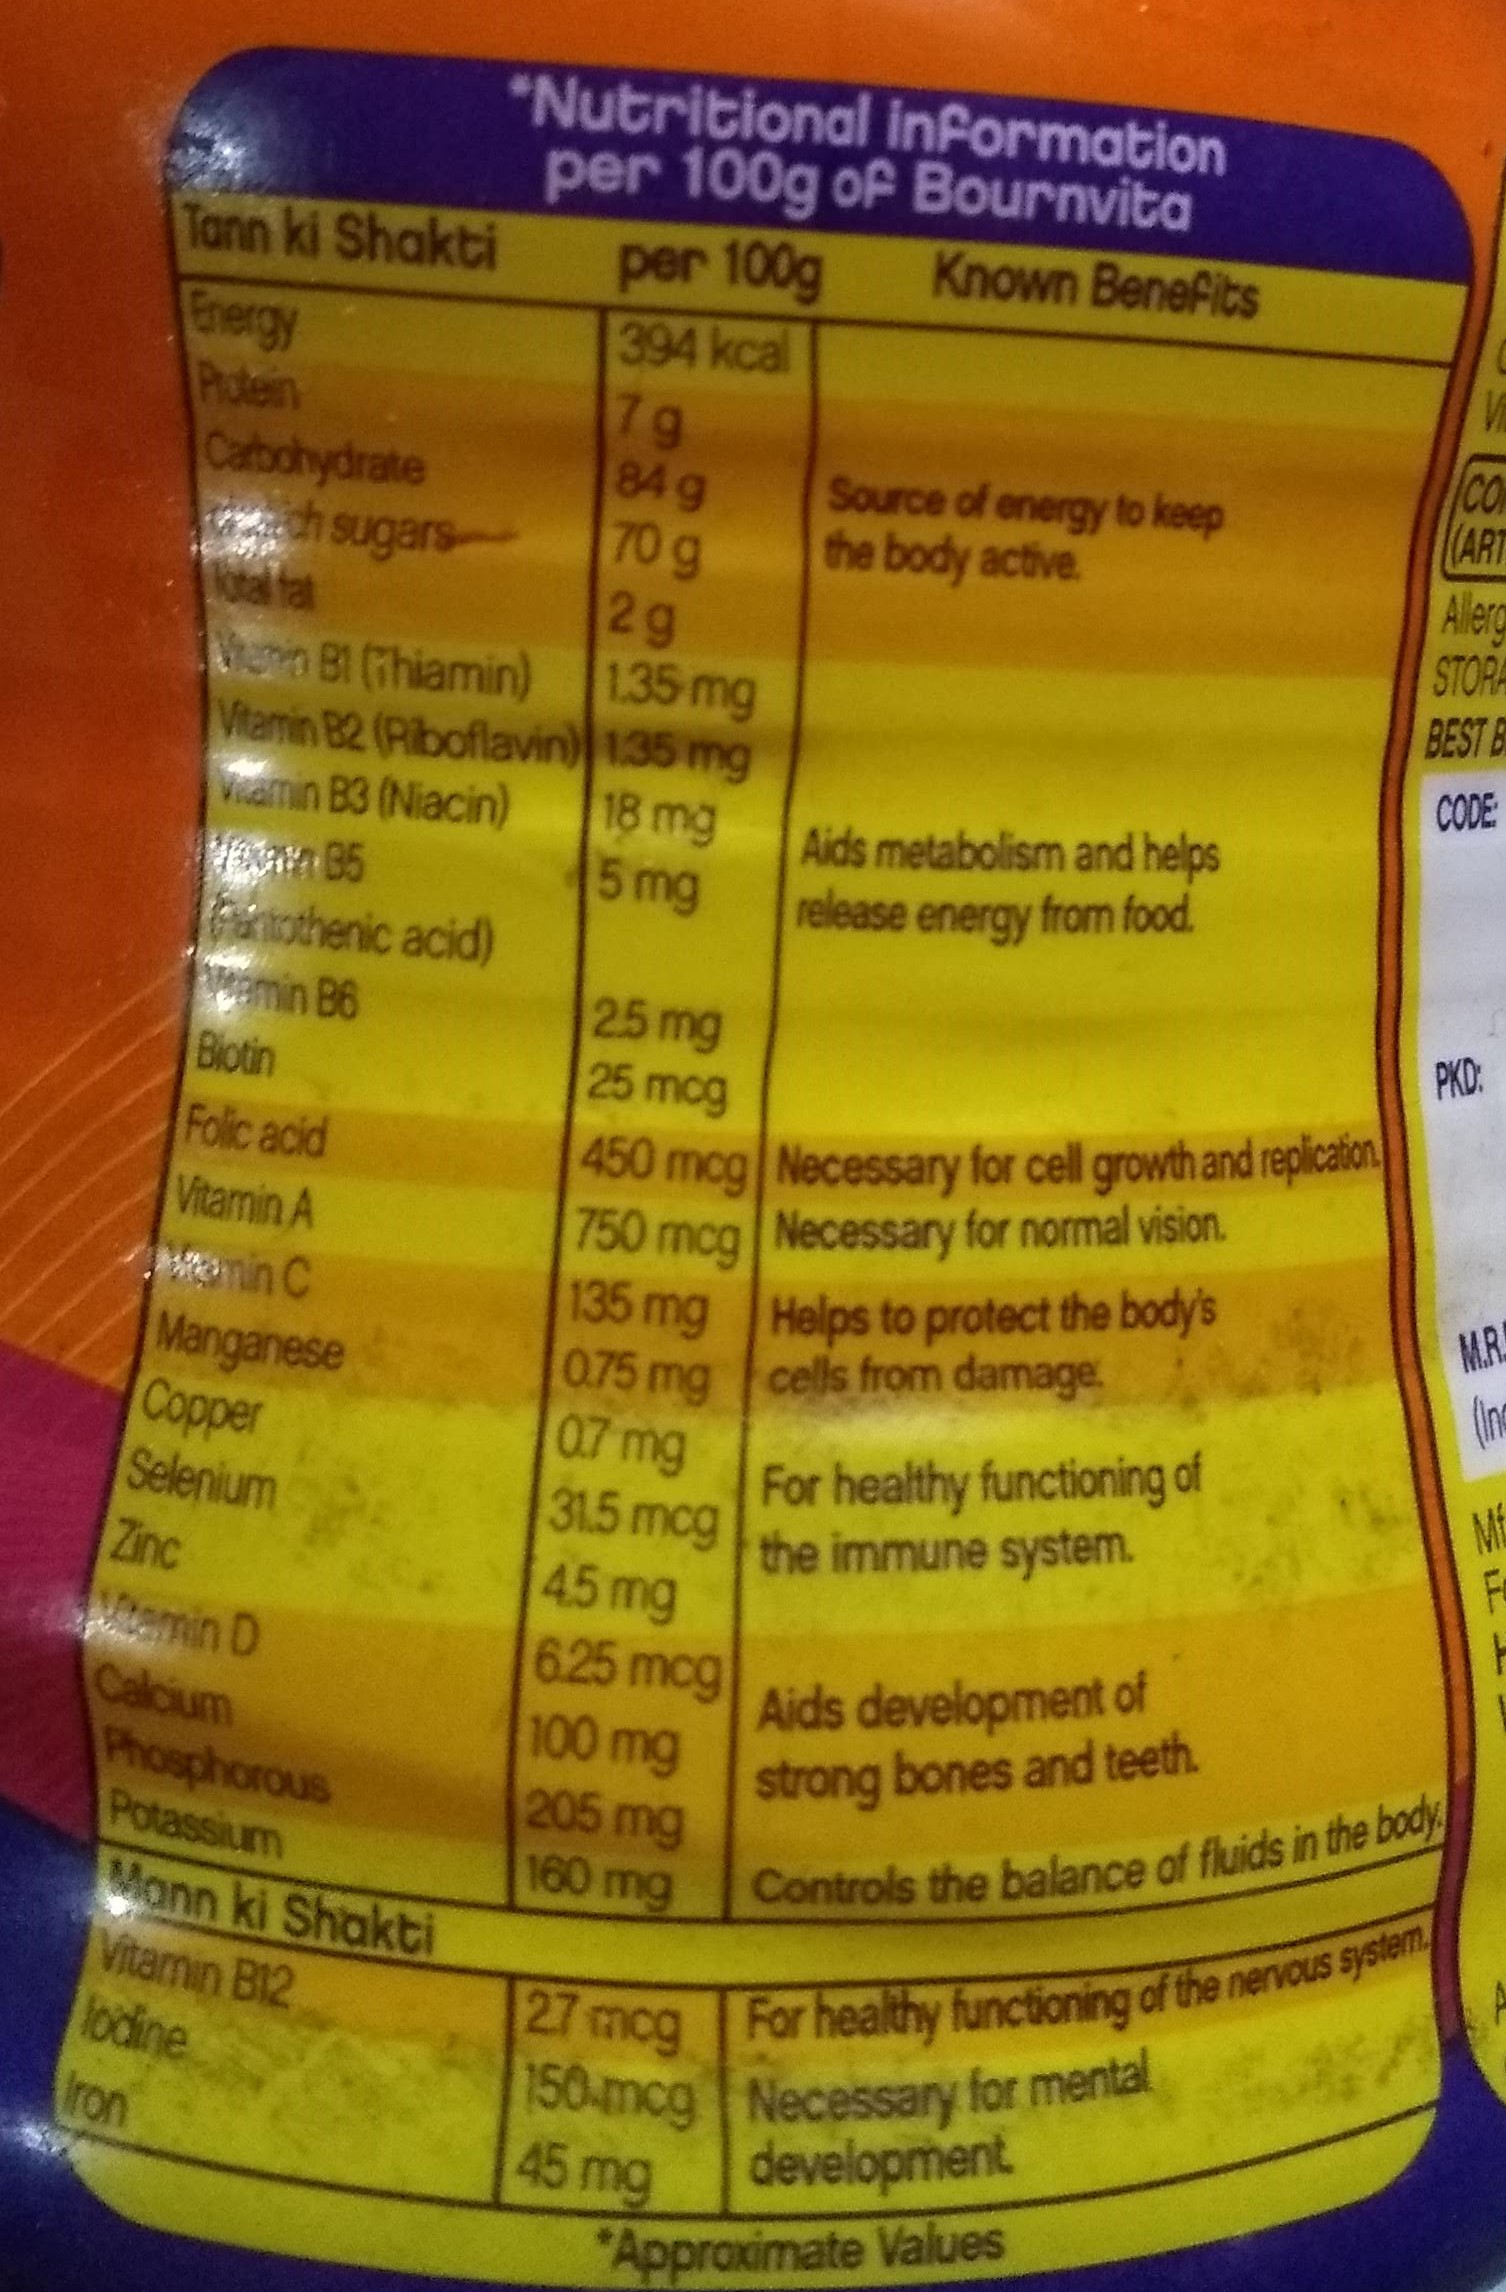 *Nutritional information
per 100g of Bournvita
Tann ki Shakti per 100g Known Benefits
Energy 394 kcal
Protein 7 g
Carbohydrate 84 g
sugars 70 g
Source of energy to keep
the body active.
Total fat 2 g
Vitamin B1 (Thiamin) 1.35 mg
Vitamin B2 (Riboflavin) 1.35 mg
Vitamin B3 (Niacin) 18 mg
Vitamin B5 5 mg
(Pantothenic acid)
Aids metabolism and helps
release energy from food.
Vitamin B6 2.5 mg
Biotin 25 mcg
Folic acid 450 mcg Necessary for cell growth and replication.
Vitamin A 750 mcg Necessary for normal vision.
Vitamin C 135 mg Helps to protect the body's
Manganese 0.75 mg cells from damage.
Copper 0.7 mg
Selenium 31.5 mcg
For healthy functioning of
the immune system.
Zinc 4.5 mg
Vitamin D 6.25 mcg
Calcium 100 mg
Aids development of
strong bones and teeth.
Phosphorous 205 mg
Potassium 160 mg Controls the balance of fluids in the body.
Mann ki Shakti
Vitamin B12 2.7 mcg For healthy functioning of the nervous system.
Iodine 150 mcg Necessary for mental
Iron development.
*Approximate Values
(ART
Allerg
STORA
BEST B
CODE:
PKD:
M.R.